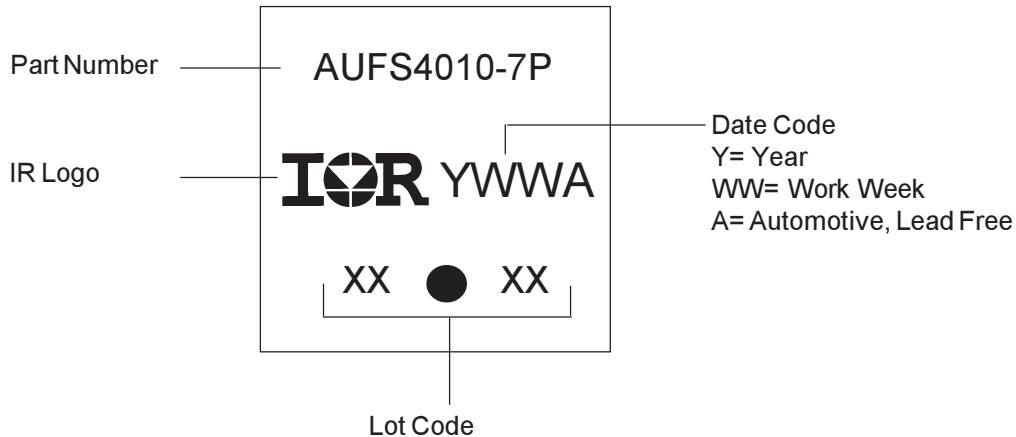 Part Number
AUFS4010-7P
IR Logo
IOR YWWA
Date Code
Y= Year
WW= Work Week
A= Automotive, Lead Free
XX XX
Lot Code